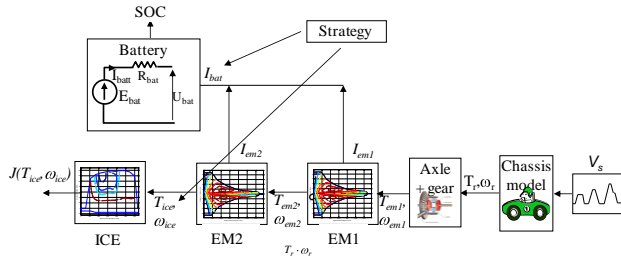 SOC
Strategy
Battery
I_batt R_bat
E_bat
U_bat
I_bat
I_em2
I_em1
J(T_ice, ω_ice)
T_ice, ω_ice
T_em2, ω_em2
T_em1, ω_em1
Axle + gear
T_r, ω_r
Chassis model
V_s
ICE
EM2
EM1
T_r · ω_r